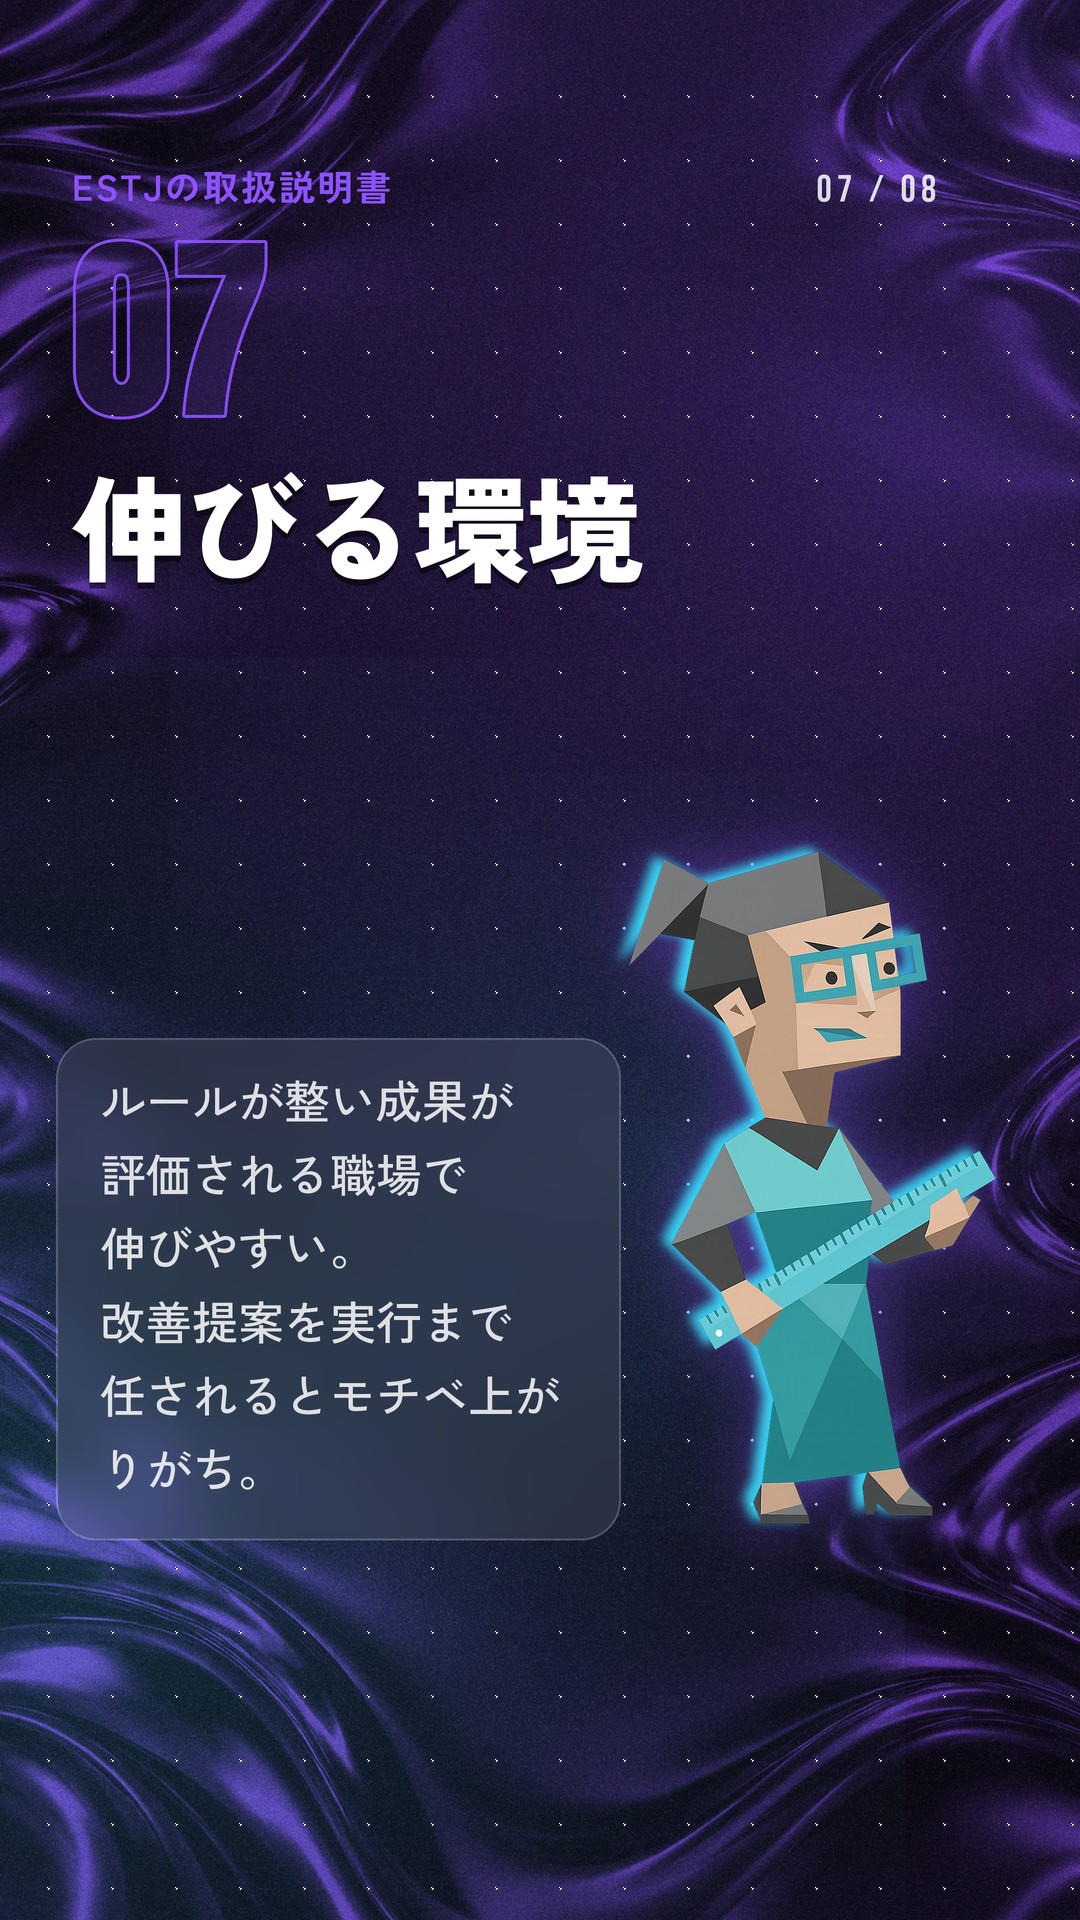 ESTJの取扱説明書
07 / 08
07
伸びる環境
ルールが整い成果が
評価される職場で
伸びやすい。
改善提案を実行まで
任されるとモチベ上が
りがち。